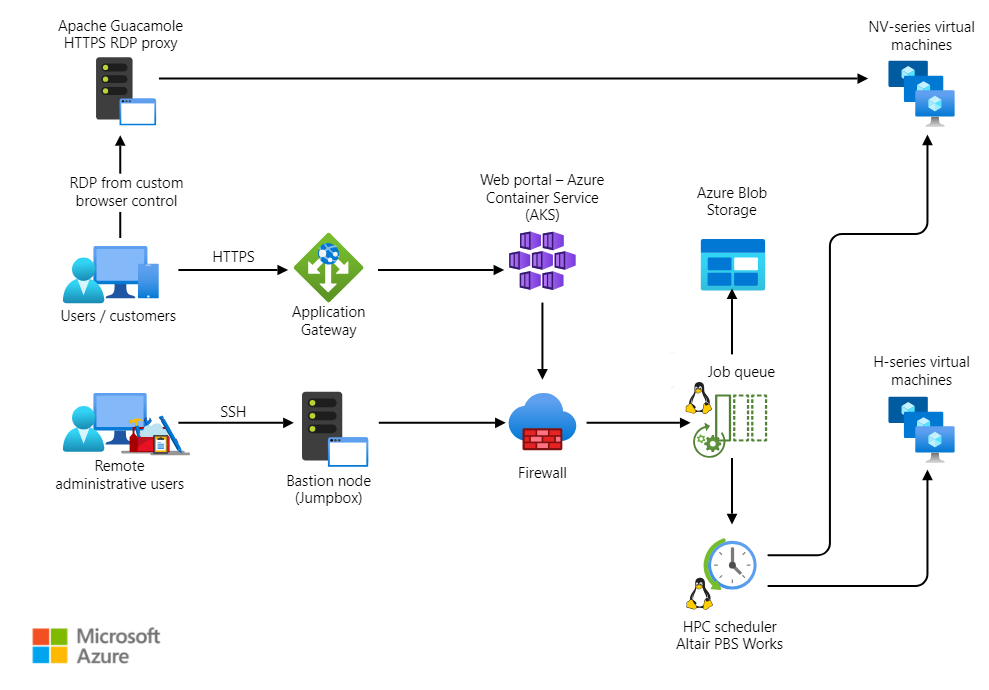 Apache Guacamole
HTTPS RDP proxy
NV-series virtual
machines
RDP from custom
browser control
Web portal – Azure
Container Service
(AKS)
Azure Blob
Storage
HTTPS
Users / customers
Application
Gateway
Job queue
H-series virtual
machines
SSH
Remote
administrative users
Bastion node
(Jumpbox)
Firewall
HPC scheduler
Altair PBS Works
Microsoft
Azure